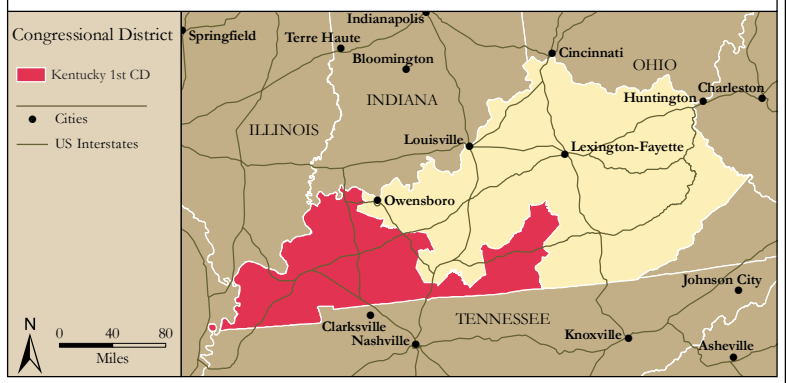 Congressional District
Kentucky 1st CD
Cities
US Interstates
N
0 40 80
Miles
Indianapolis
Springfield
Terre Haute
Cincinnati
Bloomington
OHIO
Charleston
INDIANA
Huntington
ILLINOIS
Louisville
Lexington-Fayette
Owensboro
Johnson City
TENNESSEE
Clarksville
Nashville
Knoxville
Asheville